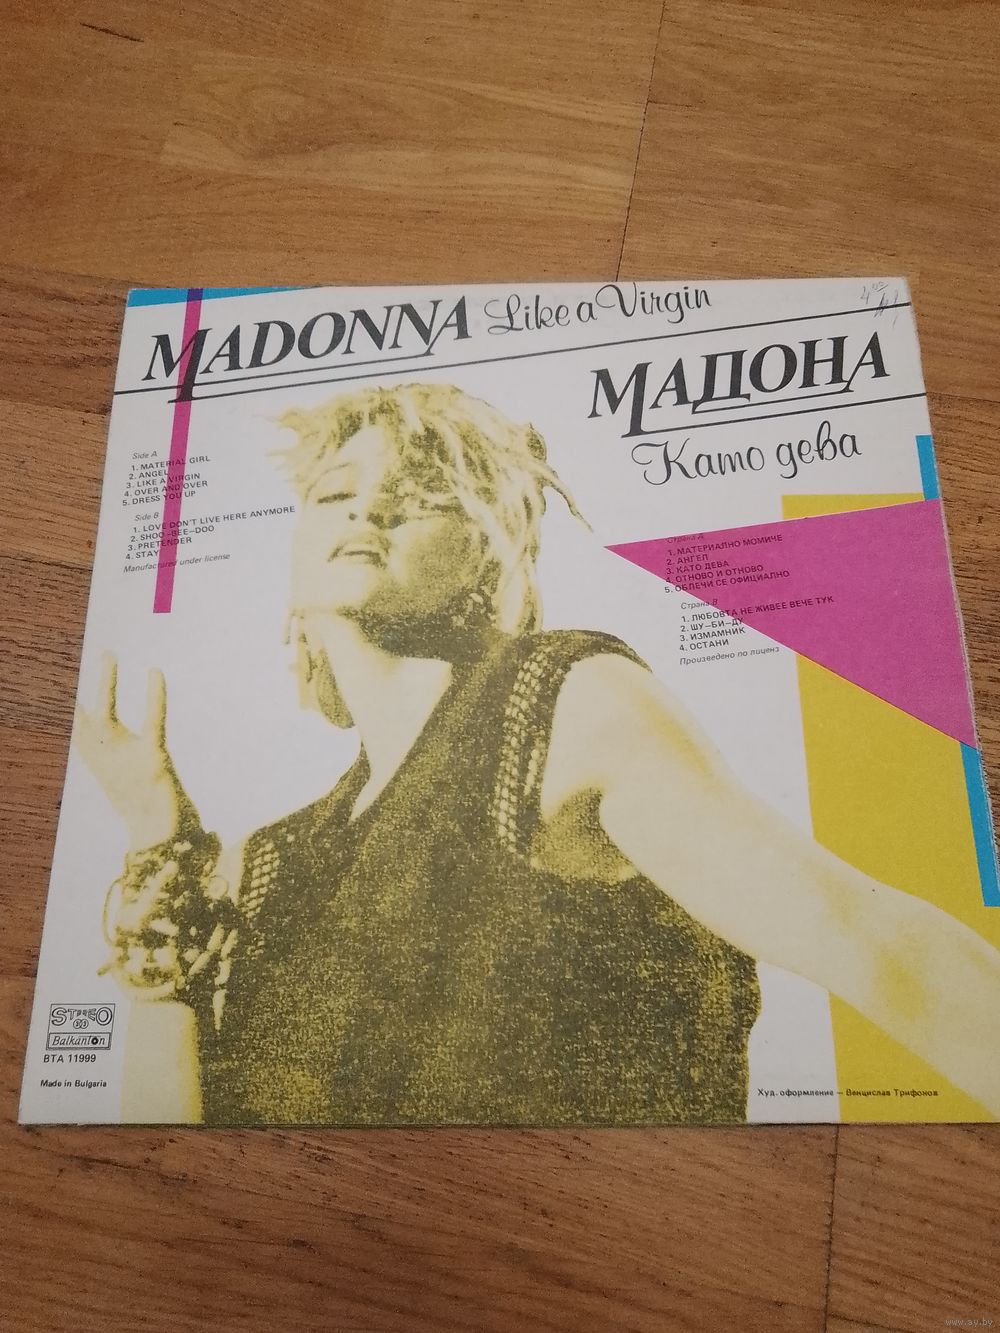 MADONNA Like a Virgin
МАДОНА
Като дева
Side A
1. MATERIAL GIRL
2. ANGEL
3. LIKE A VIRGIN
4. OVER AND OVER
5. DRESS YOU UP
Side B
1. LOVE DON'T LIVE HERE ANYMORE
2. SHOO-BEE-DOO
3. PRETENDER
4. STAY
Manufactured under license
Страна А
1. МАТЕРИАЛНО МОМИЧЕ
2. АНГЕЛ
3. КАТО ДЕВА
4. ОТНОВО И ОТНОВО
5. ОБЛЕЧИ СЕ ОФИЦИАЛНО
Страна В
1. ЛЮБОВТА НЕ ЖИВЕЕ ВЕЧЕ ТУК
2. ШУ-БИ-ДУ
3. ИЗМАМНИК
4. ОСТАНИ
Произведено по лиценз
STEREO
Balkanton
ВТА 11999
Made in Bulgaria
Худ. оформление — Венцислав Трифонов
www.ay.by